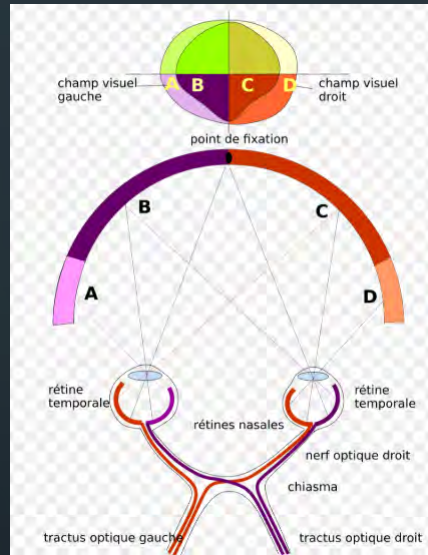 A B C D
champ visuel
gauche
champ visuel
droit
point de fixation
B
C
A
D
rétine
temporale
rétine
temporale
rétines nasales
nerf optique droit
chiasma
tractus optique gauche
tractus optique droit